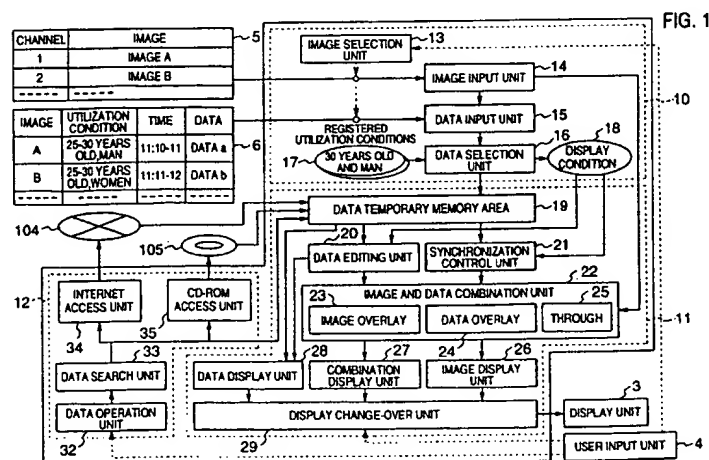 FIG. 1
CHANNEL IMAGE 5
1 IMAGE A
2 IMAGE B
IMAGE SELECTION UNIT 13
IMAGE INPUT UNIT 14
10
IMAGE UTILIZATION CONDITION TIME DATA
A 25-30 YEARS OLD,MAN 11:10-11 DATA a 6
B 25-30 YEARS OLD,WOMEN 11:11-12 DATA b
DATA INPUT UNIT 15
REGISTERED UTILIZATION CONDITIONS
17 30 YEARS OLD AND MAN
DATA SELECTION UNIT 16
DISPLAY CONDITION 18
104
105
DATA TEMPORARY MEMORY AREA 19
20
DATA EDITING UNIT
SYNCHRONIZATION CONTROL UNIT 21
22
12
INTERNET ACCESS UNIT
34
CD-ROM ACCESS UNIT
35
IMAGE AND DATA COMBINATION UNIT
23 IMAGE OVERLAY
DATA OVERLAY
THROUGH 25
11
33
DATA SEARCH UNIT
28
DATA DISPLAY UNIT
27
COMBINATION DISPLAY UNIT
24
26
IMAGE DISPLAY UNIT
DATA OPERATION UNIT
32
DISPLAY CHANGE-OVER UNIT
29
3
DISPLAY UNIT
USER INPUT UNIT 4